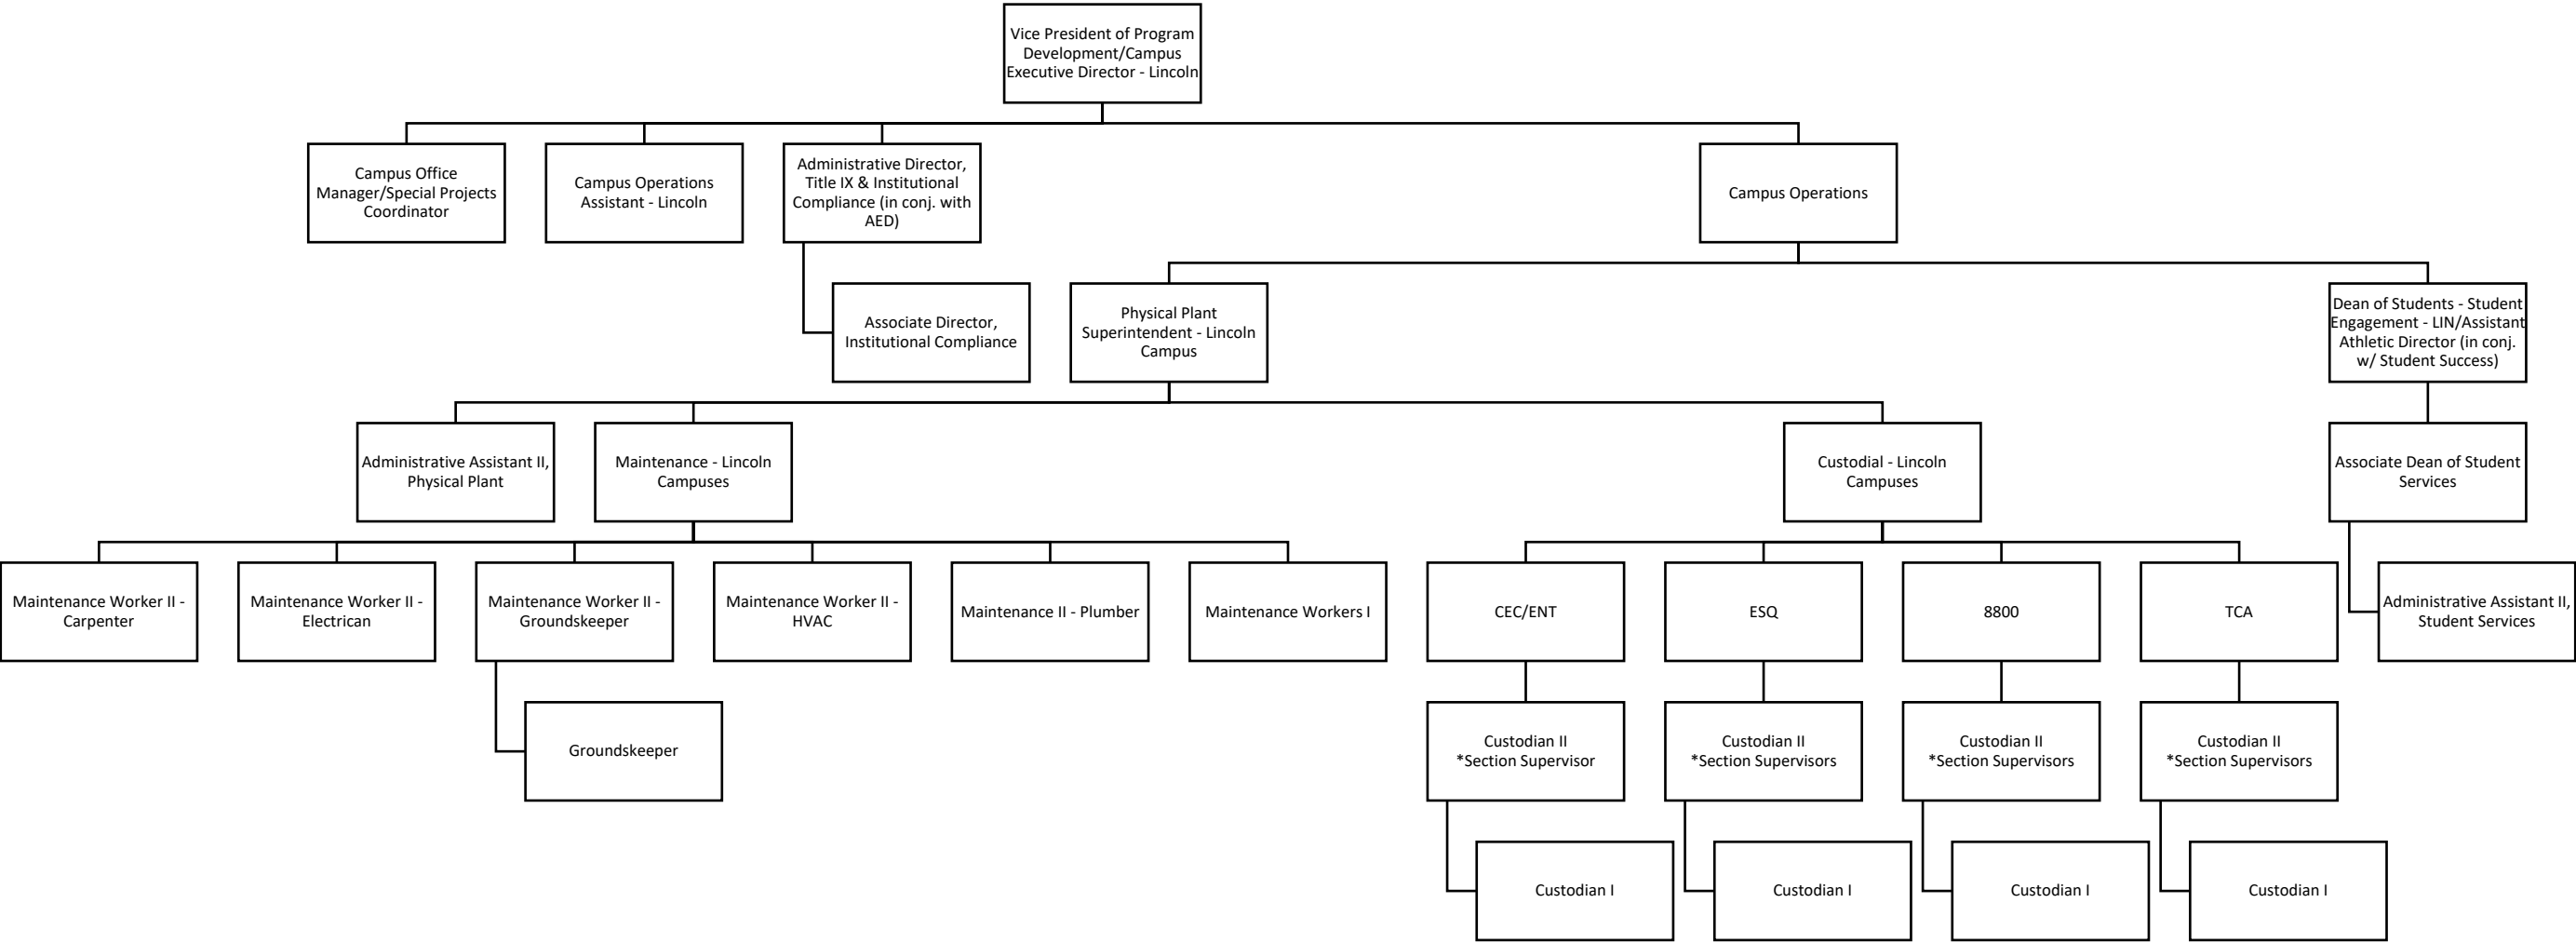 Vice President of Program
Development/Campus
Executive Director - Lincoln
Campus Office
Manager/Special Projects
Coordinator
Campus Operations
Assistant - Lincoln
Administrative Director,
Title IX & Institutional
Compliance (in conj. with
AED)
Campus Operations
Associate Director,
Institutional Compliance
Physical Plant
Superintendent - Lincoln
Campus
Dean of Students - Student
Engagement - LIN/Assistant
Athletic Director (in conj.
w/ Student Success)
Administrative Assistant II,
Physical Plant
Maintenance - Lincoln
Campuses
Custodial - Lincoln
Campuses
Associate Dean of Student
Services
Maintenance Worker II -
Carpenter
Maintenance Worker II -
Electrican
Maintenance Worker II -
Groundskeeper
Maintenance Worker II -
HVAC
Maintenance II - Plumber
Maintenance Workers I
CEC/ENT
ESQ
8800
TCA
Administrative Assistant II,
Student Services
Groundskeeper
Custodian II
*Section Supervisor
Custodian II
*Section Supervisors
Custodian II
*Section Supervisors
Custodian II
*Section Supervisors
Custodian I
Custodian I
Custodian I
Custodian I